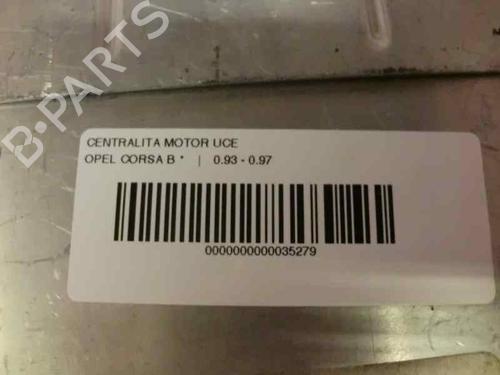 B-PARTS
CENTRALITA MOTOR UCE
OPEL CORSA B * | 0.93 - 0.97
0000000000035279